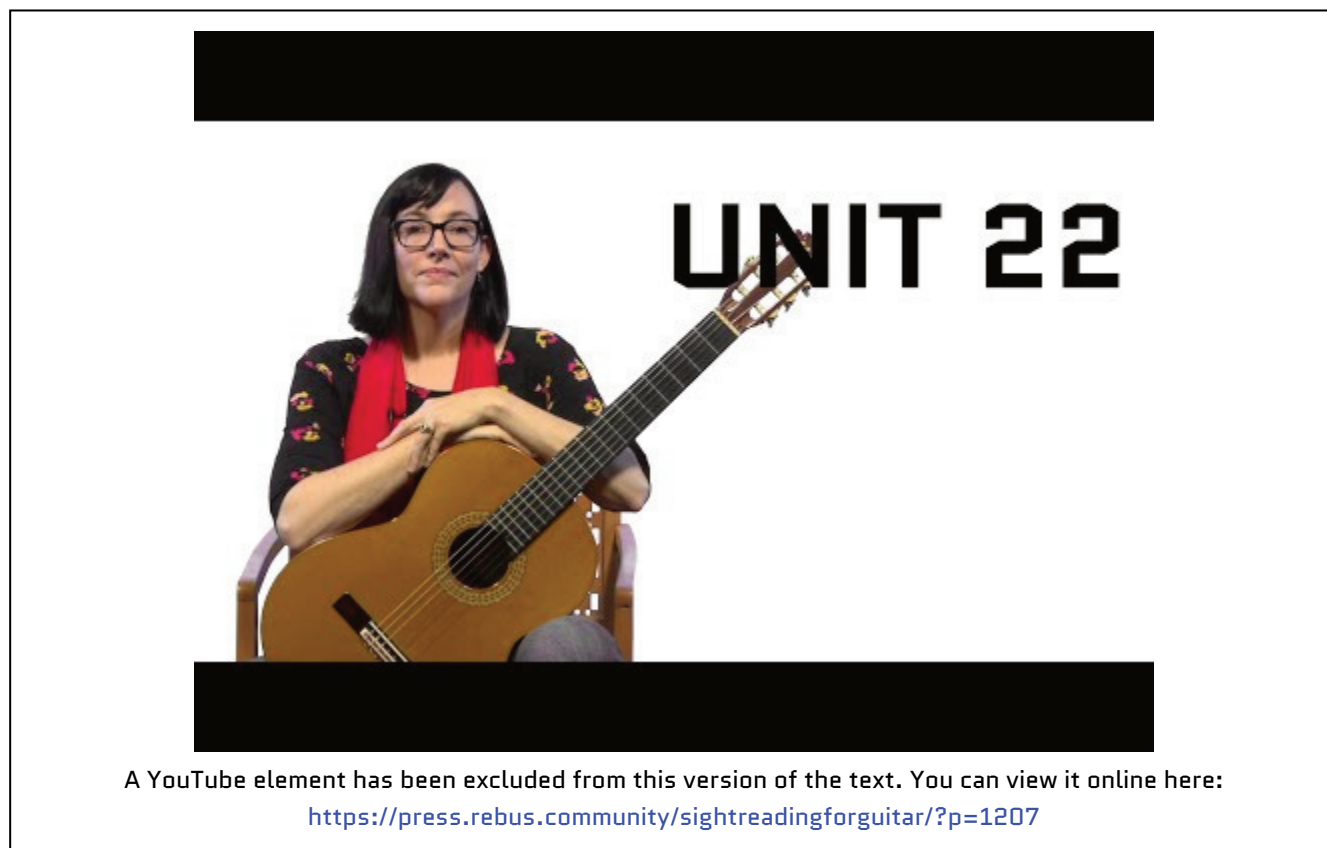 UNIT 22
A YouTube element has been excluded from this version of the text. You can view it online here:
https://press.rebus.community/sightreadingforguitar/?p=1207